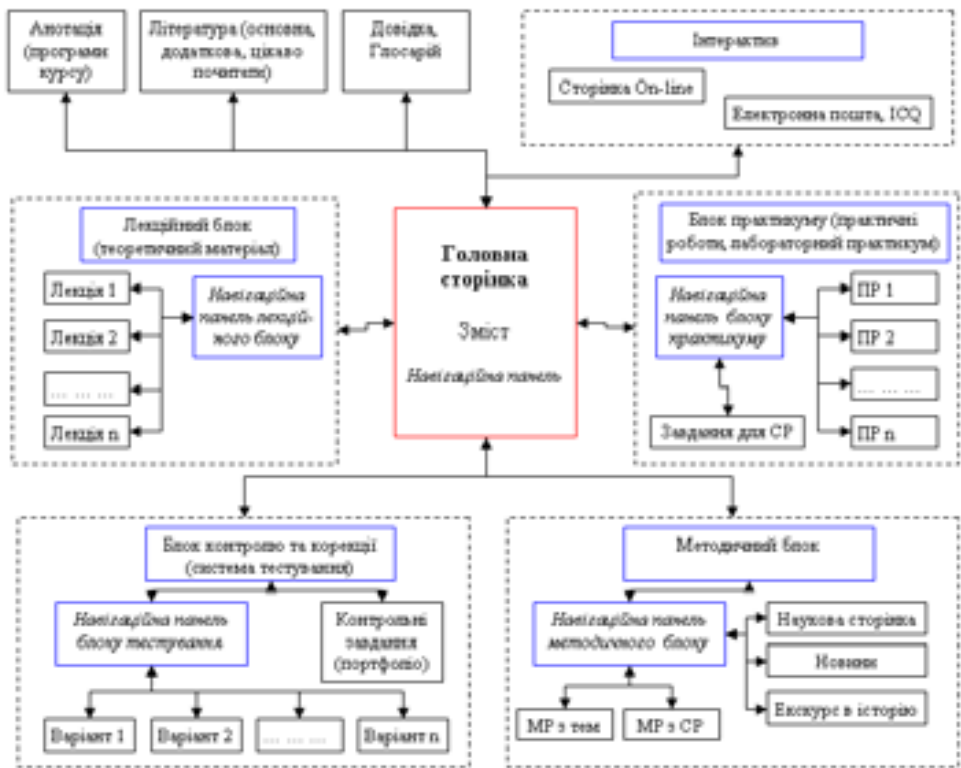 Анотація
(програми
курсу)
Література (основна,
додаткова, цікаво
почитати)
Довідка,
Глосарій
Інтерактив
Сторінка On-line
Електронна пошта, ICQ
Лекційний блок
(теоретичний матеріал)
Лекція 1
Лекція 2
... ... ...
Лекція n
Навігаційна
панель лекцій-
ного блоку
Головна
сторінка
Зміст
Навігаційна панель
Блок практикуму (практичні
роботи, лабораторний практикум)
Навігаційна
панель блоку
практикуму
ПР 1
ПР 2
... ... ...
ПР n
Завдання для СР
Блок контролю та корекції
(система тестування)
Навігаційна панель
блоку тестування
Контрольні
завдання
(портфоліо)
Варіант 1
Варіант 2
... ... ...
Варіант n
Методичний блок
Навігаційна панель
методичного блоку
Наукова сторінка
Новини
Екскурс в історію
МР з тем
МР з СР